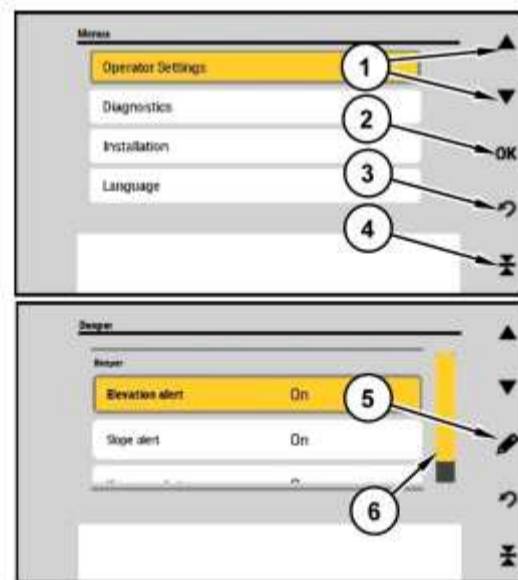 Menus
Operator Settings
1
Diagnostics
2
Installation
OK
3
Language
4
Beeper
Beeper
Elevation alert On
5
Slope alert On
6